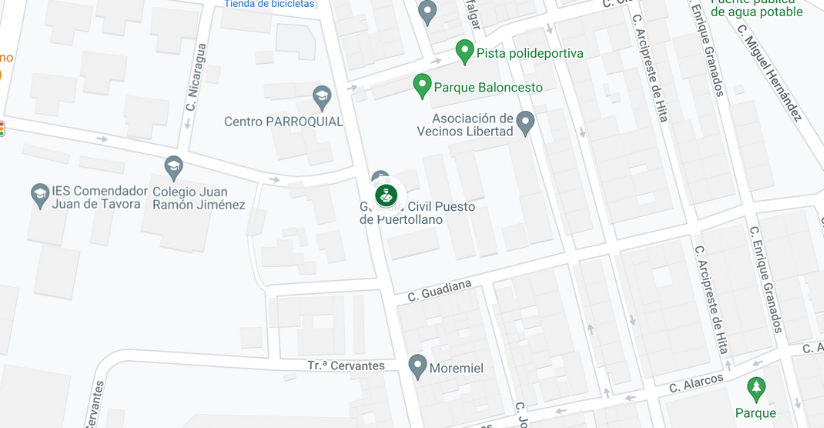 Tienda de bicicletas
de agua potable
Pista polideportiva
Parque Baloncesto
C. Nicaragua
C. Arcipreste de Hita
Enrique Granados
C. Miguel Hernández
Centro PARROQUIAL
Asociación de
Vecinos Libertad
IES Comendador
Juan de Tavora
Colegio Juan
Ramón Jiménez
Civil Puesto
de Puertollano
C. Guadiana
C. Arcipreste de Hita
C. Enrique Granados
Tr.ª Cervantes
Moremiel
C. Alarcos
Cervantes
Parque